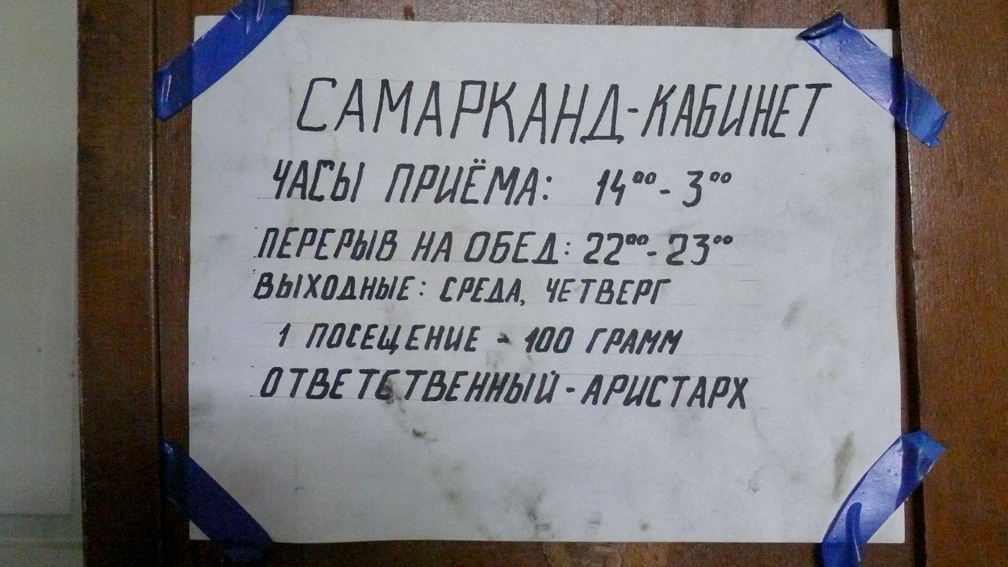 САМАРКАНД-КАБИНЕТ
ЧАСЫ ПРИЁМА: 14⁰⁰- 3⁰⁰
ПЕРЕРЫВ НА ОБЕД: 22⁰⁰- 23⁰⁰
ВЫХОДНЫЕ: СРЕДА, ЧЕТВЕРГ
1 ПОСЕЩЕНИЕ - 100 ГРАММ
ОТВЕТСТВЕННЫЙ - АРИСТАРХ